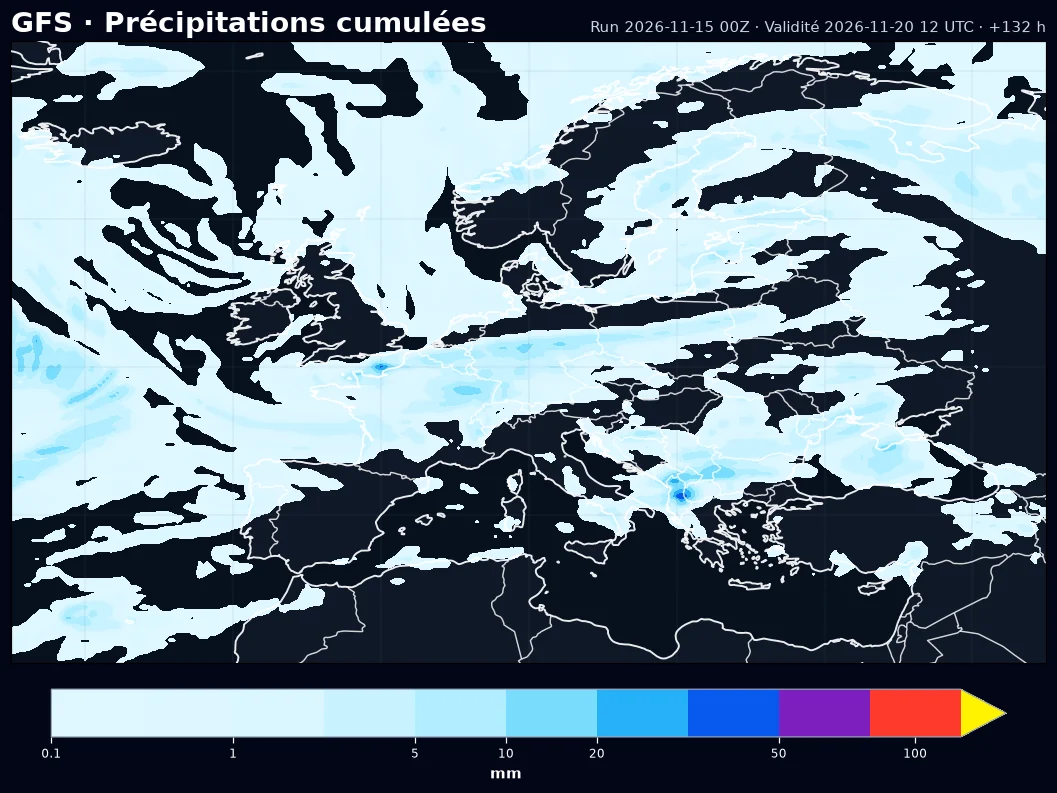 GFS · Précipitations cumulées
Run 2026-11-15 00Z · Validité 2026-11-20 12 UTC · +132 h
0.1 1 5 10 20 50 100
mm